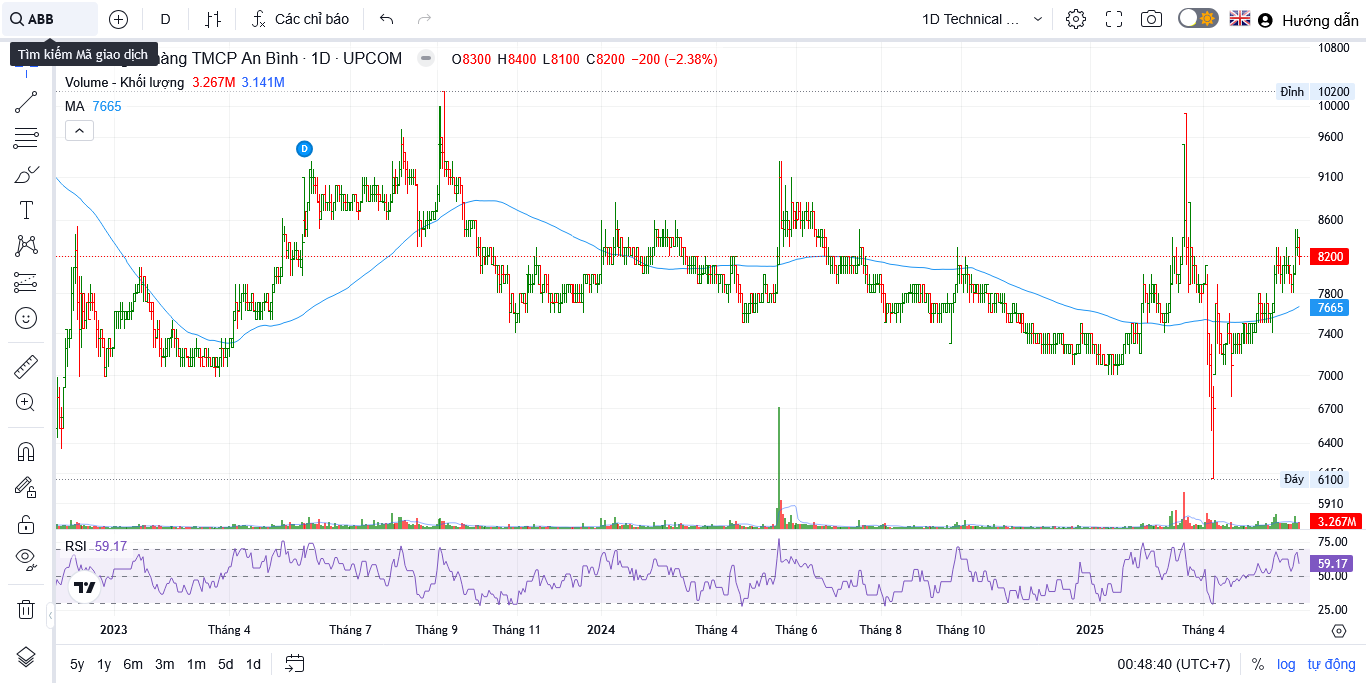 ABB
D
Các chỉ báo
1D Technical ...
Hướng dẫn
Tìm kiếm Mã giao dịch
hàng TMCP An Bình · 1D · UPCOM
O8300 H8400 L8100 C8200 −200 (−2.38%)
Volume - Khối lượng 3.267M 3.141M
MA 7665
D
10800
Đỉnh 10200
10000
9600
9100
8600
8200
7800
7665
7400
7000
6700
6400
Đáy 6100
5910
3.267M
RSI 59.17
75.00
59.17
50.00
25.00
2023 Tháng 4 Tháng 7 Tháng 9 Tháng 11 2024 Tháng 4 Tháng 6 Tháng 8 Tháng 10 2025 Tháng 4
5y 1y 6m 3m 1m 5d 1d
00:48:40 (UTC+7) % log tự động